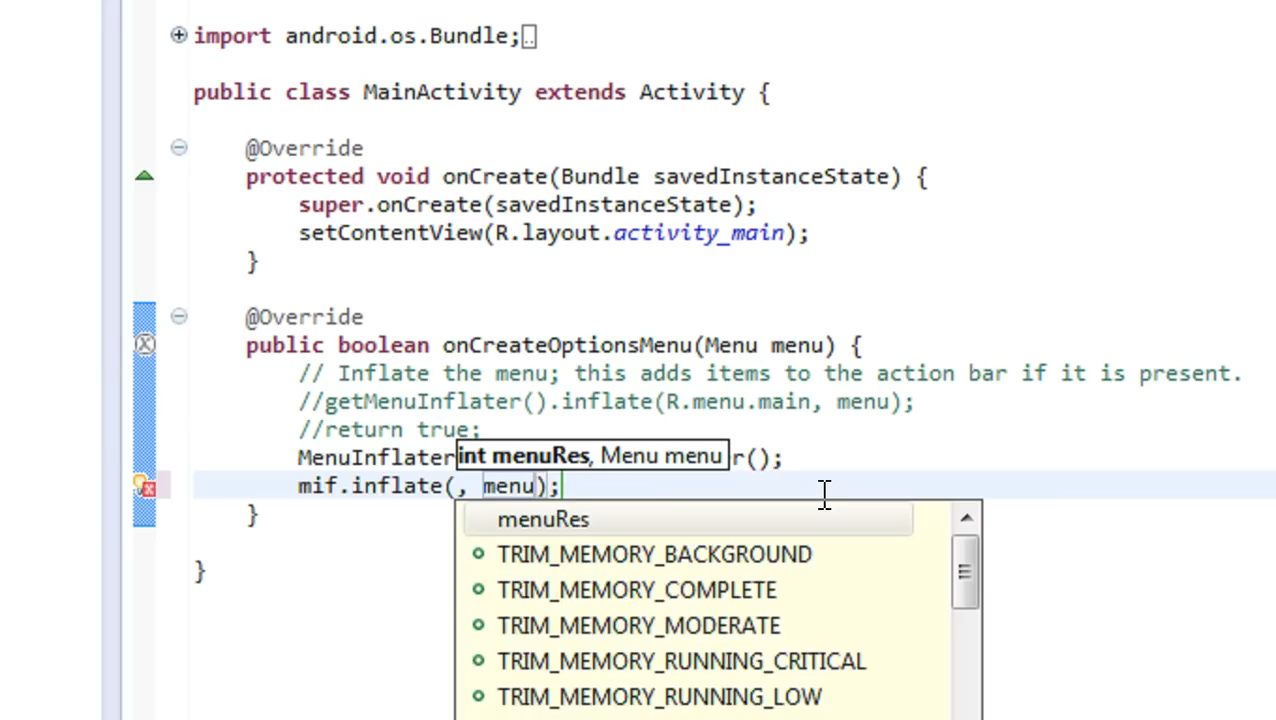 import android.os.Bundle;
public class MainActivity extends Activity {
@Override
protected void onCreate(Bundle savedInstanceState) {
super.onCreate(savedInstanceState);
setContentView(R.layout.activity_main);
}
@Override
public boolean onCreateOptionsMenu(Menu menu) {
// Inflate the menu; this adds items to the action bar if it is present.
//getMenuInflater().inflate(R.menu.main, menu);
//return true;
MenuInflater int menuRes, Menu menu r();
mif.inflate(, menu);
menuRes
}
TRIM_MEMORY_BACKGROUND
}
TRIM_MEMORY_COMPLETE
TRIM_MEMORY_MODERATE
TRIM_MEMORY_RUNNING_CRITICAL
TRIM_MEMORY_RUNNING_LOW